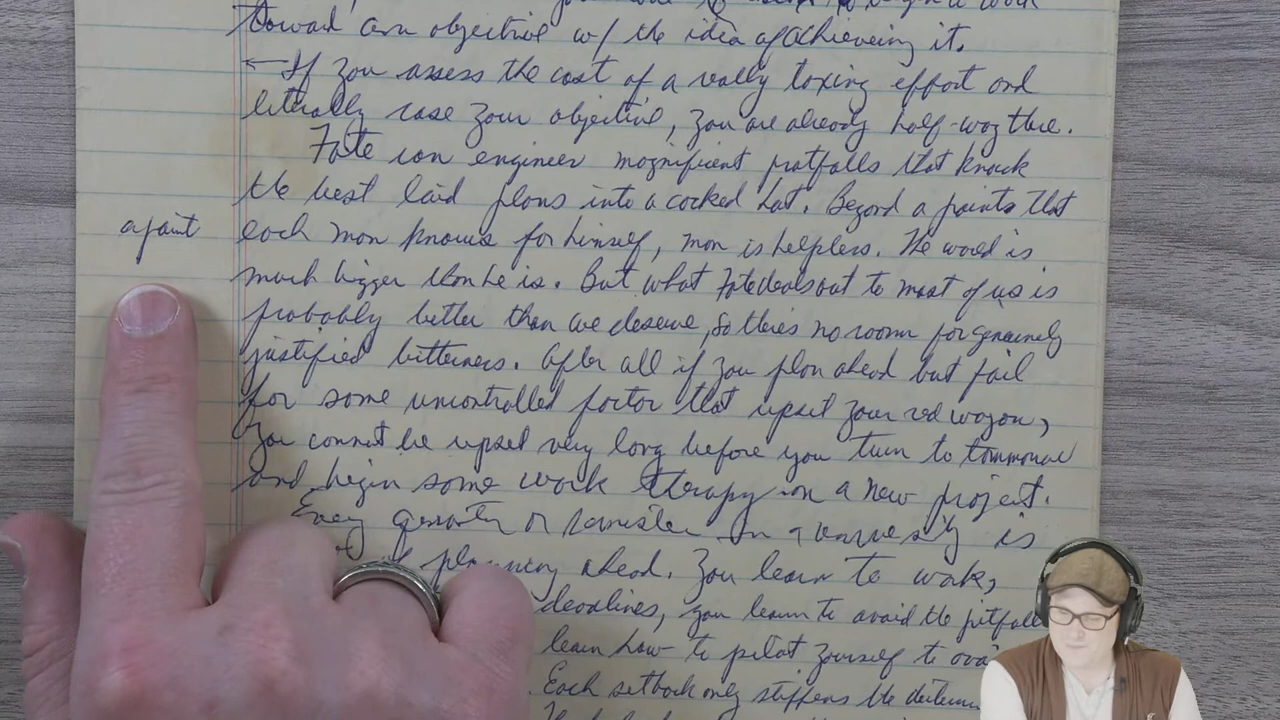 to work
toward an objective w/ the idea of achieveing it.
← If you assess the cost of a really taxing effort and
literally case your objective, you are already half-way there.
Fate can engineer magnificent pratfalls that knock
the best laid plans into a cocked hat. Beyond a points that
a point
each man knows for himself, man is helpless. The world is
much bigger than he is. But what Fate deals out to most of us is
probably better than we deserve, so there's no room for genuinely
justified bitterness. After all if you plan ahead but fail
for some uncontrolled factor that upset your red wagon,
you cannot be upset very long before you turn to tommorow
and begin some work therapy on a new project.
Every quarter or semester in a university is
planning ahead. You learn to work,
deadlines, you learn to avoid the pitfall
learn how to pilot yourself to
Each setback only stiffens the